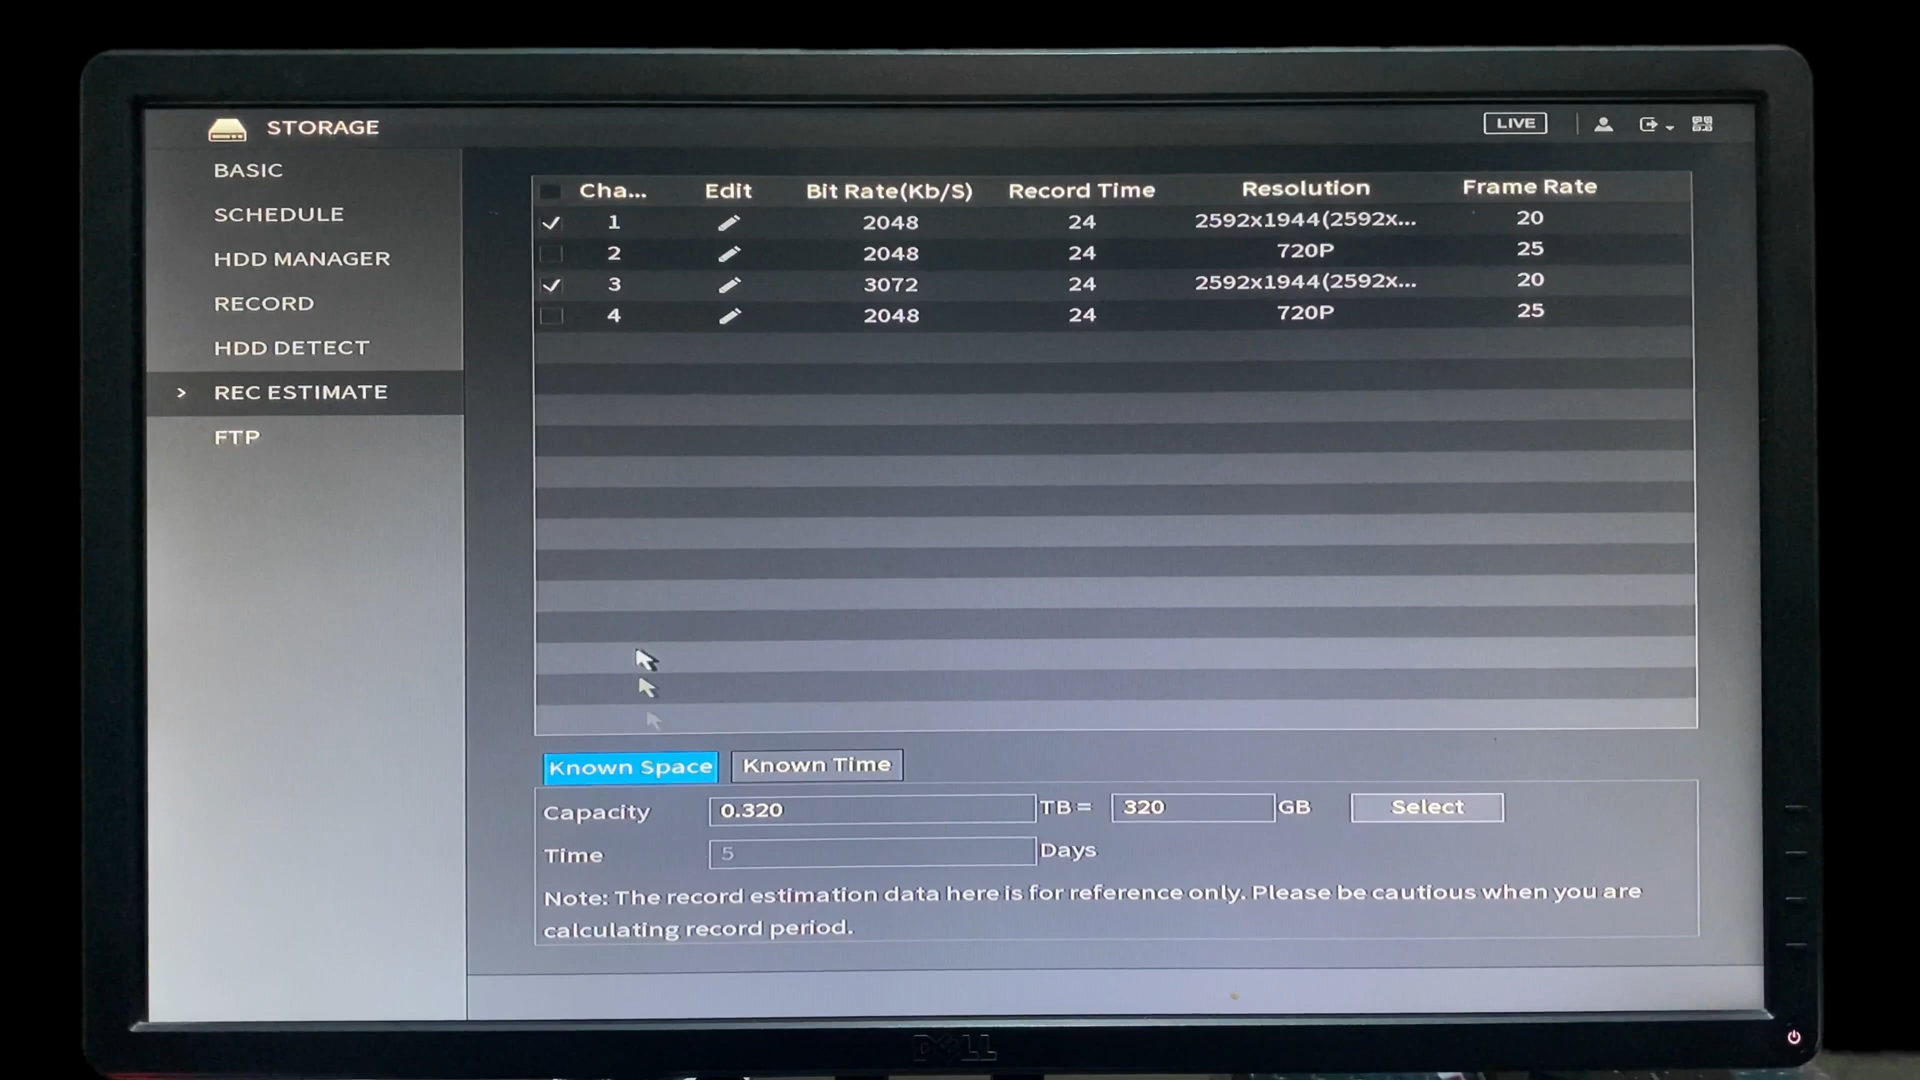 STORAGE
LIVE
BASIC
SCHEDULE
HDD MANAGER
RECORD
HDD DETECT
> REC ESTIMATE
FTP
Cha... Edit Bit Rate(Kb/S) Record Time Resolution Frame Rate
1 2048 24 2592x1944(2592x... 20
2 2048 24 720P 25
3 3072 24 2592x1944(2592x... 20
4 2048 24 720P 25
Known Space Known Time
Capacity 0.320 TB = 320 GB Select
Time 5 Days
Note: The record estimation data here is for reference only. Please be cautious when you are
calculating record period.
DELL